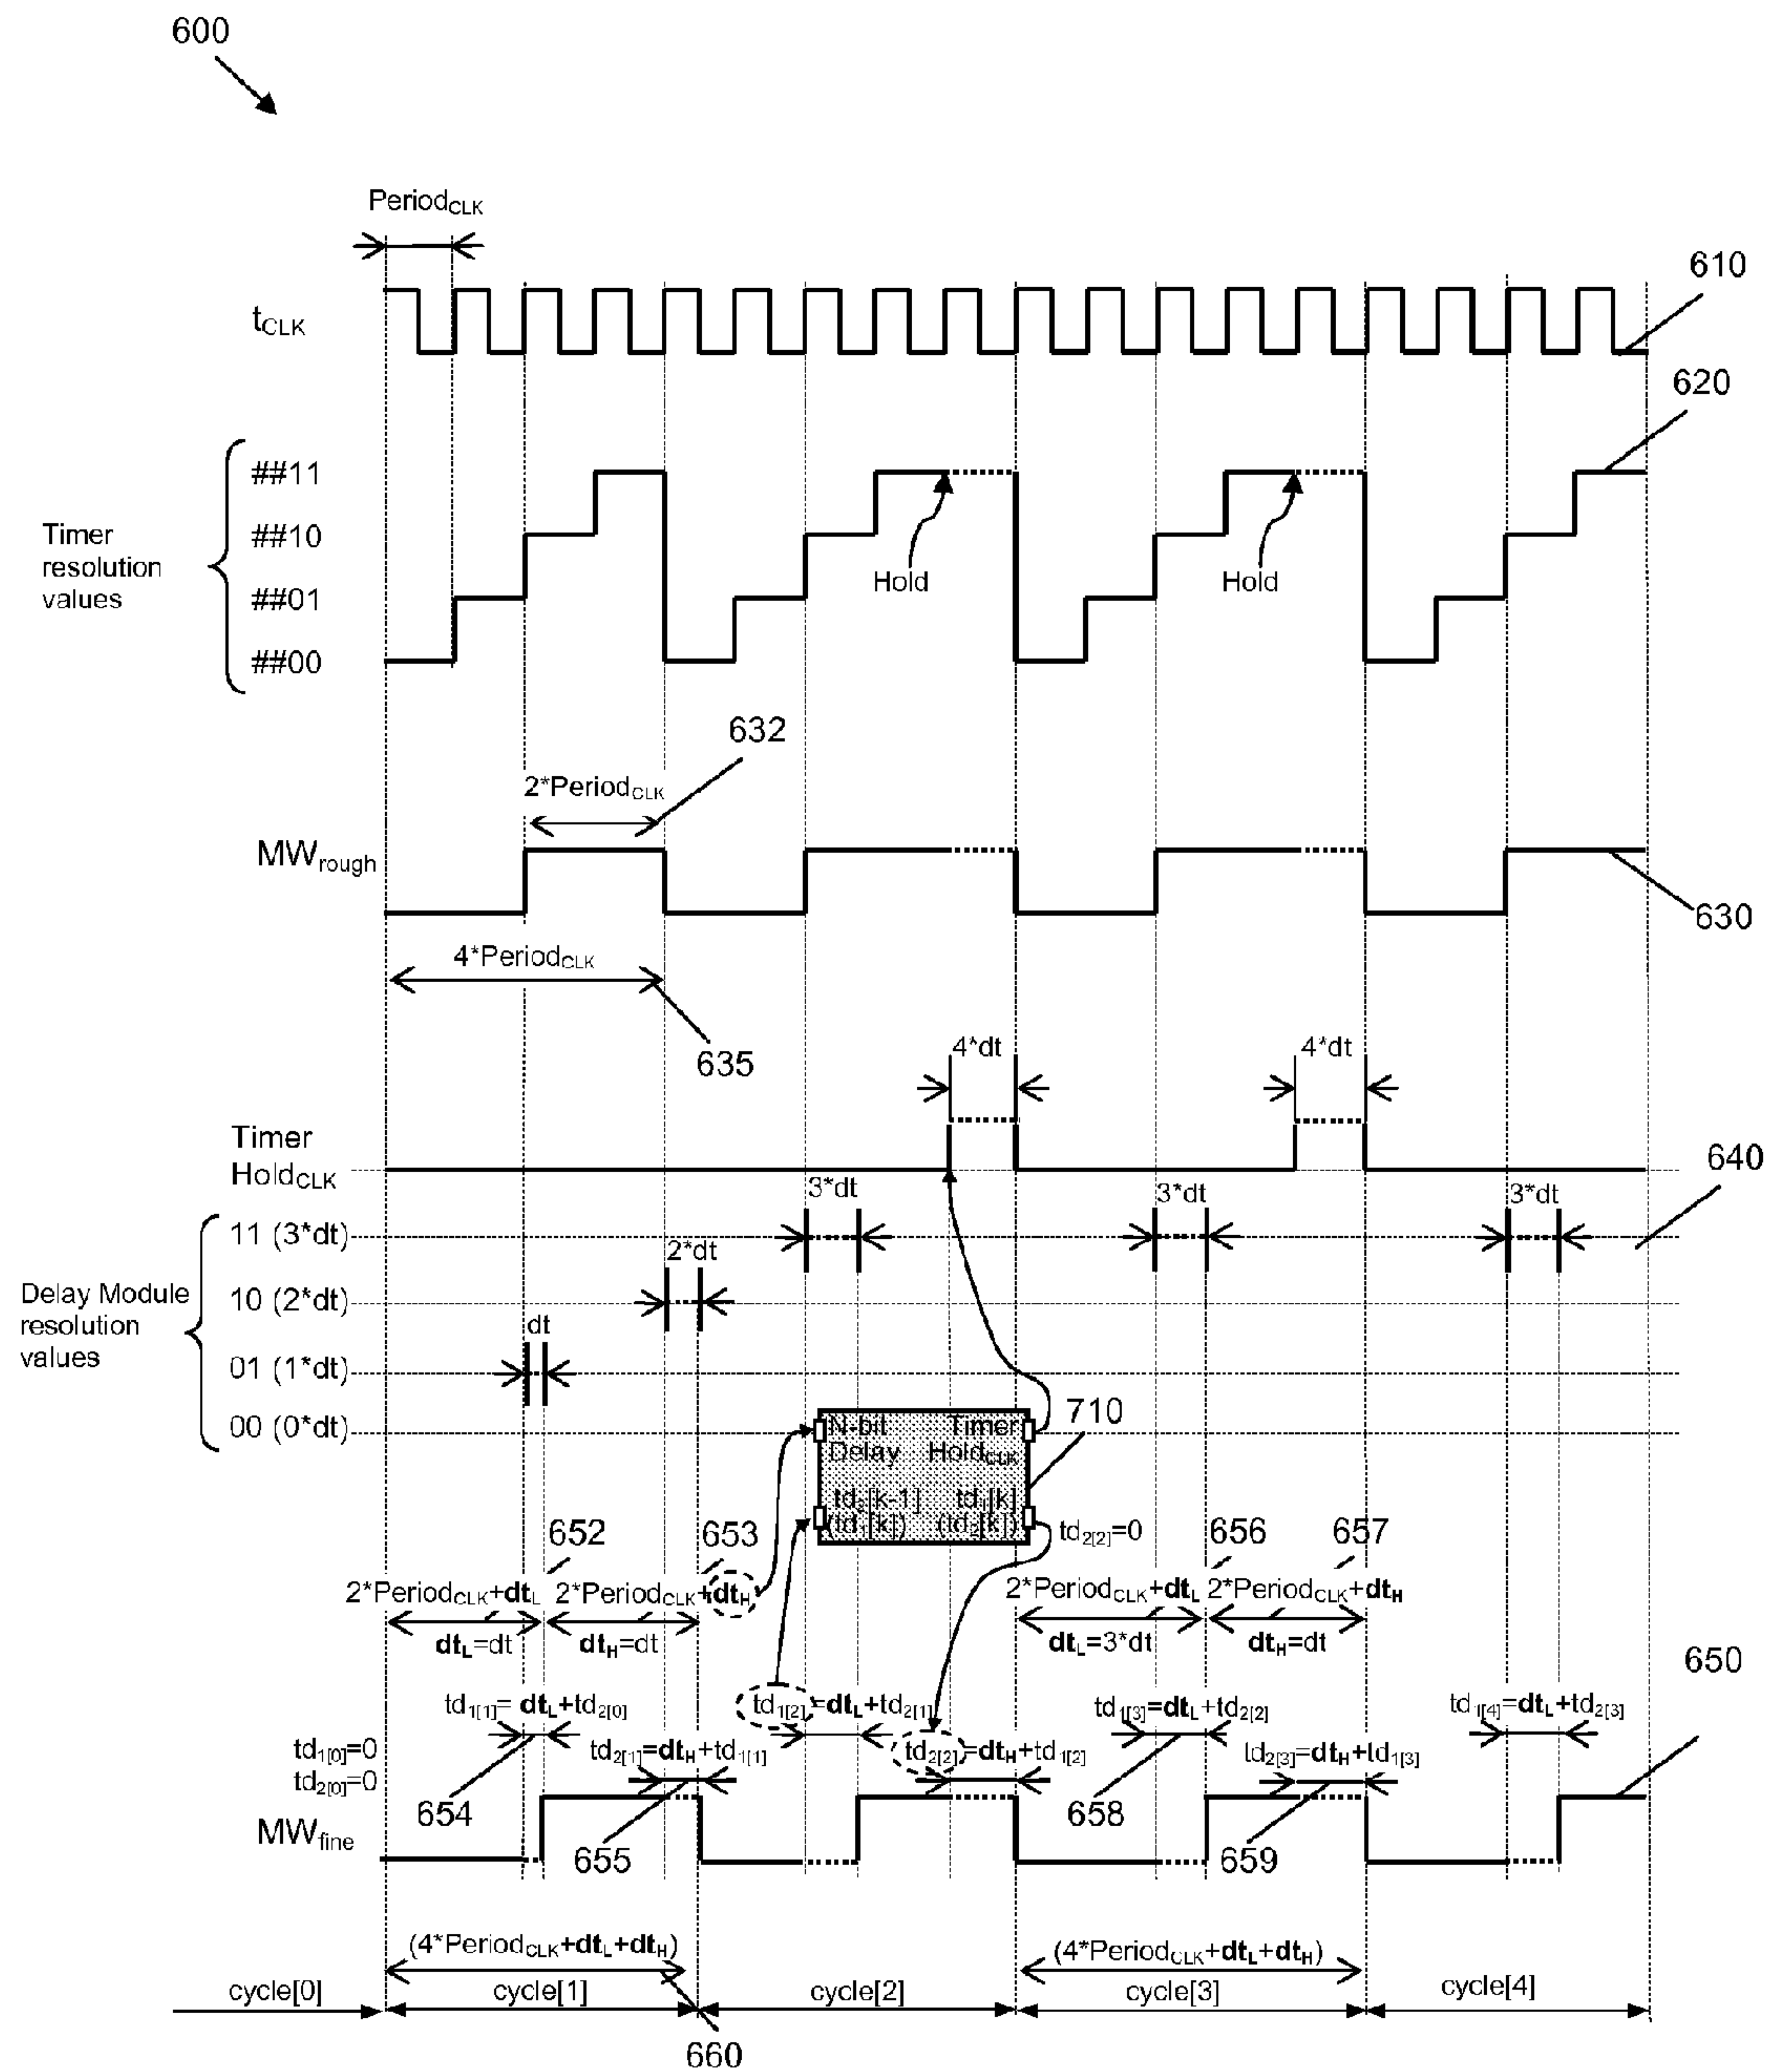 600
Period_CLK
t_CLK
610
620
Timer
resolution
values
##11
##10
##01
##00
Hold
Hold
632
2*Period_CLK
MW_rough
630
4*Period_CLK
635
4*dt
4*dt
Timer
Hold_CLK
640
3*dt
3*dt
3*dt
Delay Module
resolution
values
11 (3*dt)
10 (2*dt)
01 (1*dt)
00 (0*dt)
2*dt
dt
710
N-bit Timer
Delay Hold_CLK
td_2[k-1] td_1[k]
(td_1[k]) (td_2[k])
652
653
td_2[2]=0
656
657
2*Period_CLK+dt_L
2*Period_CLK+dt_H
2*Period_CLK+dt_L
2*Period_CLK+dt_H
dt_L=dt
dt_H=dt
dt_L=3*dt
dt_H=dt
650
td_1[1]= dt_L+td_2[0]
td_1[2]=dt_L+td_2[1]
td_1[3]=dt_L+td_2[2]
td_1[4]=dt_L+td_2[3]
td_1[0]=0
td_2[0]=0
td_2[1]=dt_H+td_1[1]
td_2[2]=dt_H+td_1[2]
td_2[3]=dt_H+td_1[3]
654
655
658
659
MW_fine
(4*Period_CLK+dt_L+dt_H)
(4*Period_CLK+dt_L+dt_H)
cycle[0]
cycle[1]
cycle[2]
cycle[3]
cycle[4]
660